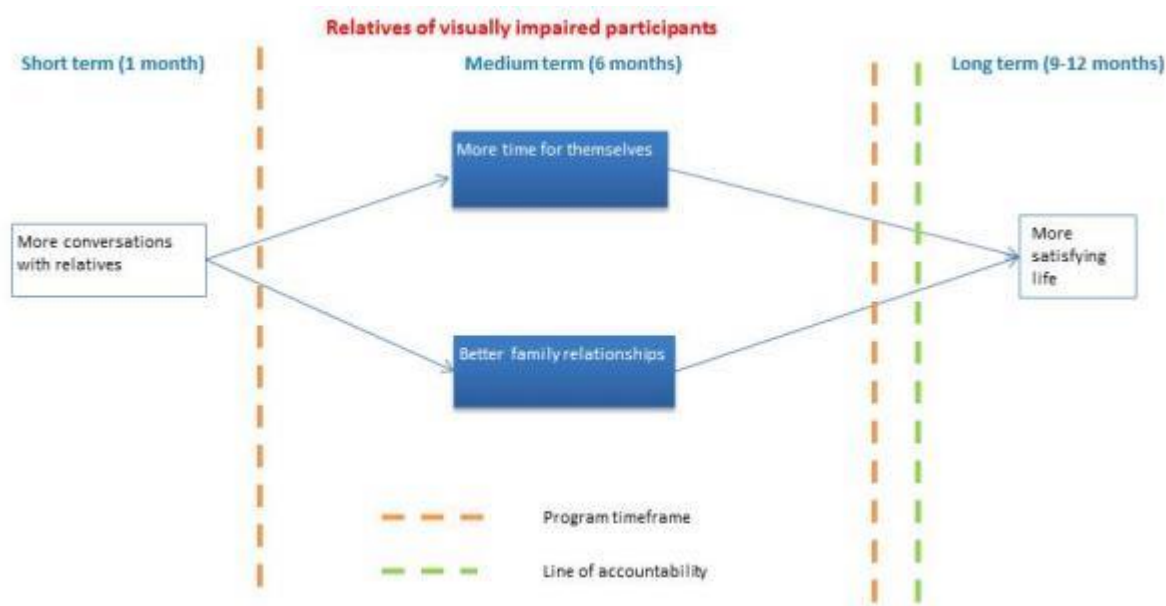 Relatives of visually impaired participants
Short term (1 month)
Medium term (6 months)
Long term (9-12 months)
More time for themselves
More conversations
with relatives
More
satisfying
life
Better family relationships
Program timeframe
Line of accountability